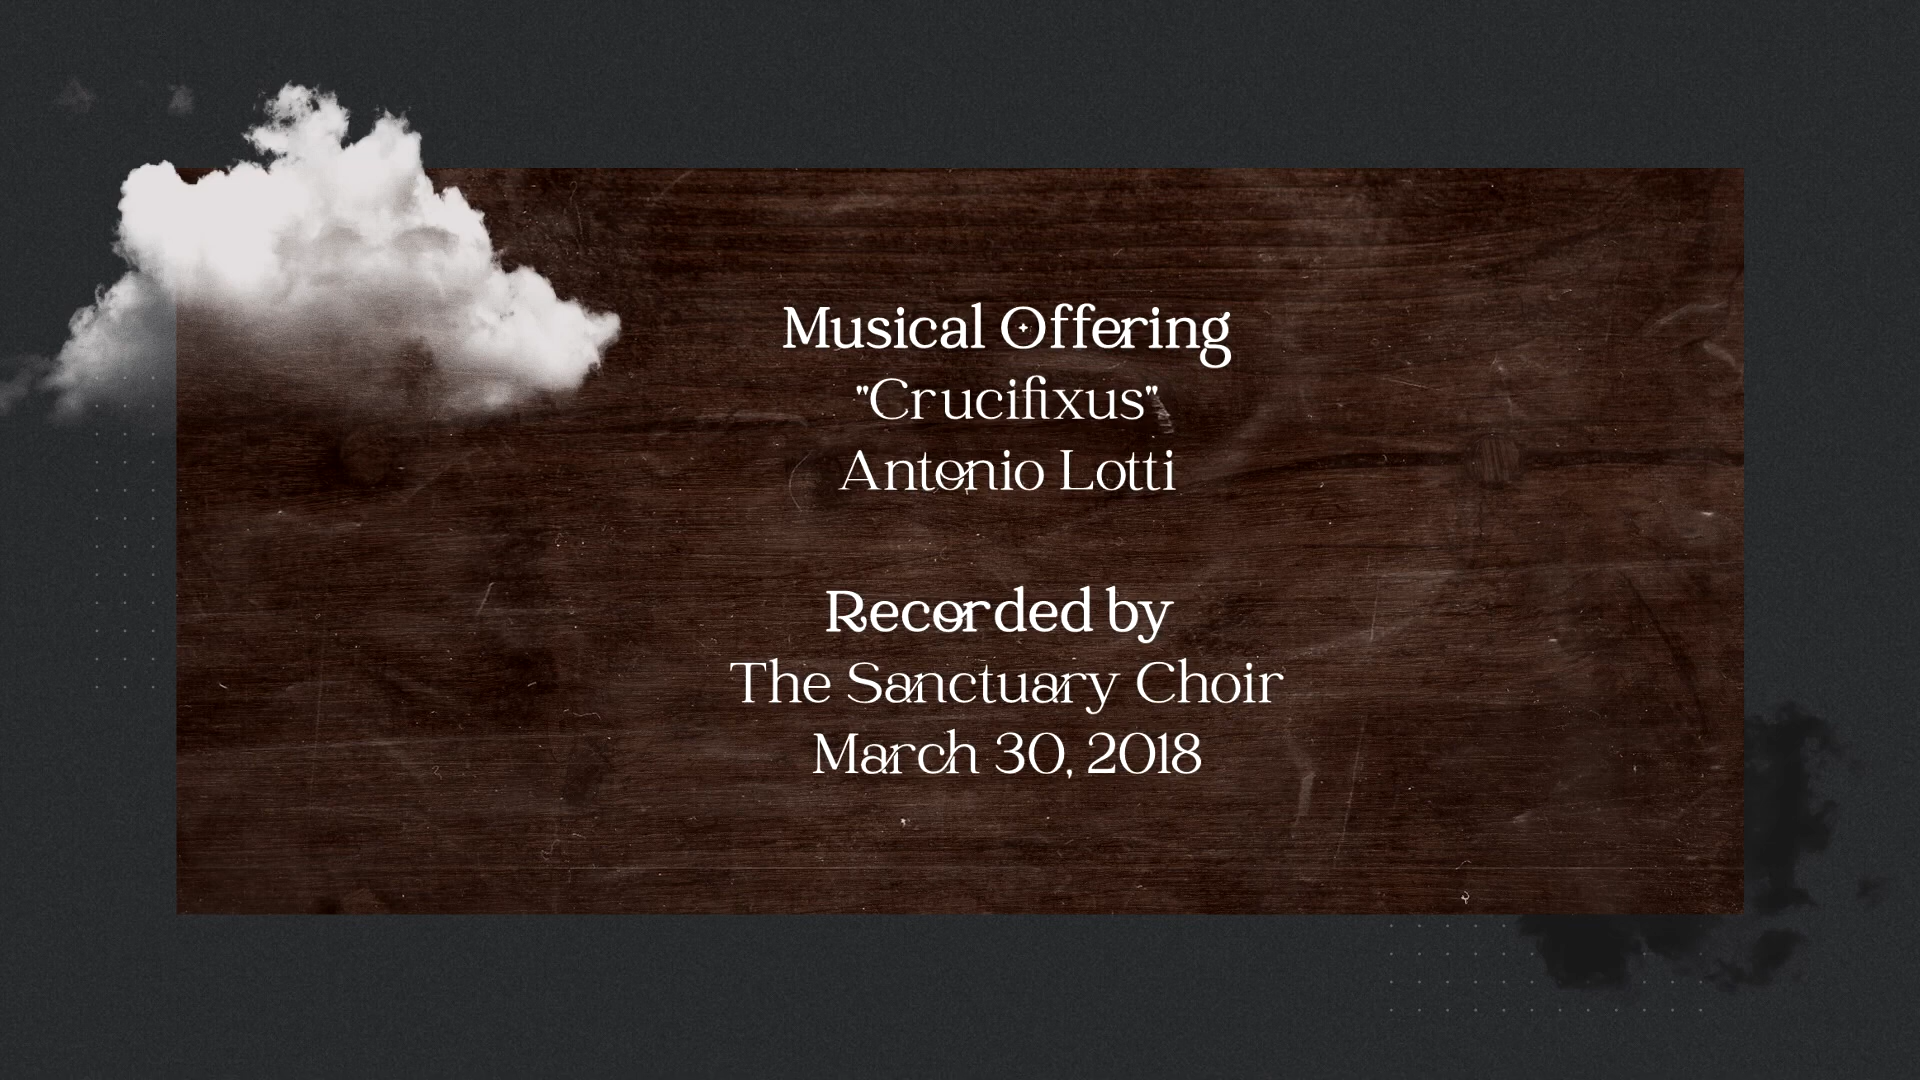 Musical Offering
"Crucifixus"
Antonio Lotti
Recorded by
The Sanctuary Choir
March 30, 2018